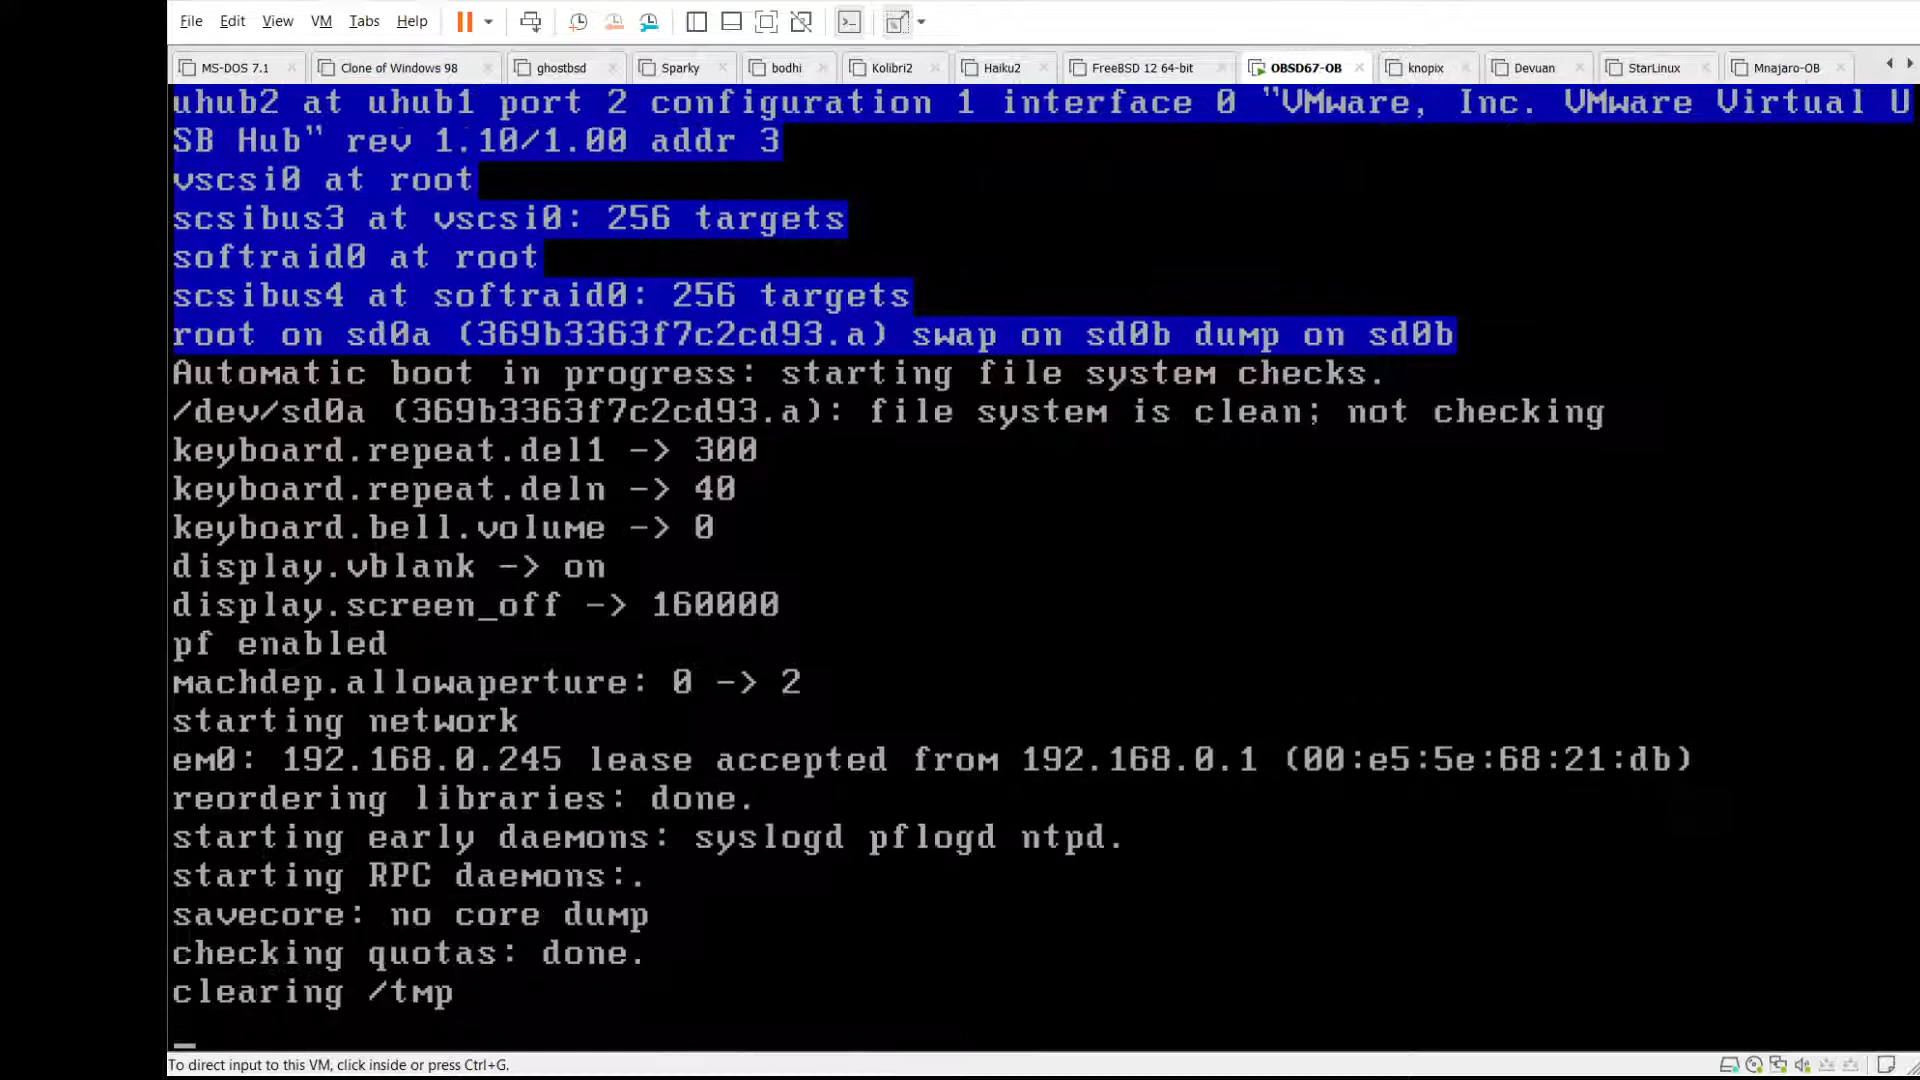 File Edit View VM Tabs Help
MS-DOS 7.1 Clone of Windows 98 ghostbsd Sparky bodhi Kolibri2 Haiku2 FreeBSD 12 64-bit OBSD67-OB knopix Devuan StarLinux Mnajaro-OB
uhub2 at uhub1 port 2 configuration 1 interface 0 "VMware, Inc. VMware Virtual U
SB Hub" rev 1.10/1.00 addr 3
vscsi0 at root
scsibus3 at vscsi0: 256 targets
softraid0 at root
scsibus4 at softraid0: 256 targets
root on sd0a (369b3363f7c2cd93.a) swap on sd0b dump on sd0b
Automatic boot in progress: starting file system checks.
/dev/sd0a (369b3363f7c2cd93.a): file system is clean; not checking
keyboard.repeat.del1 -> 300
keyboard.repeat.deln -> 40
keyboard.bell.volume -> 0
display.vblank -> on
display.screen_off -> 160000
pf enabled
machdep.allowaperture: 0 -> 2
starting network
em0: 192.168.0.245 lease accepted from 192.168.0.1 (00:e5:5e:68:21:db)
reordering libraries: done.
starting early daemons: syslogd pflogd ntpd.
starting RPC daemons:.
savecore: no core dump
checking quotas: done.
clearing /tmp
To direct input to this VM, click inside or press Ctrl+G.